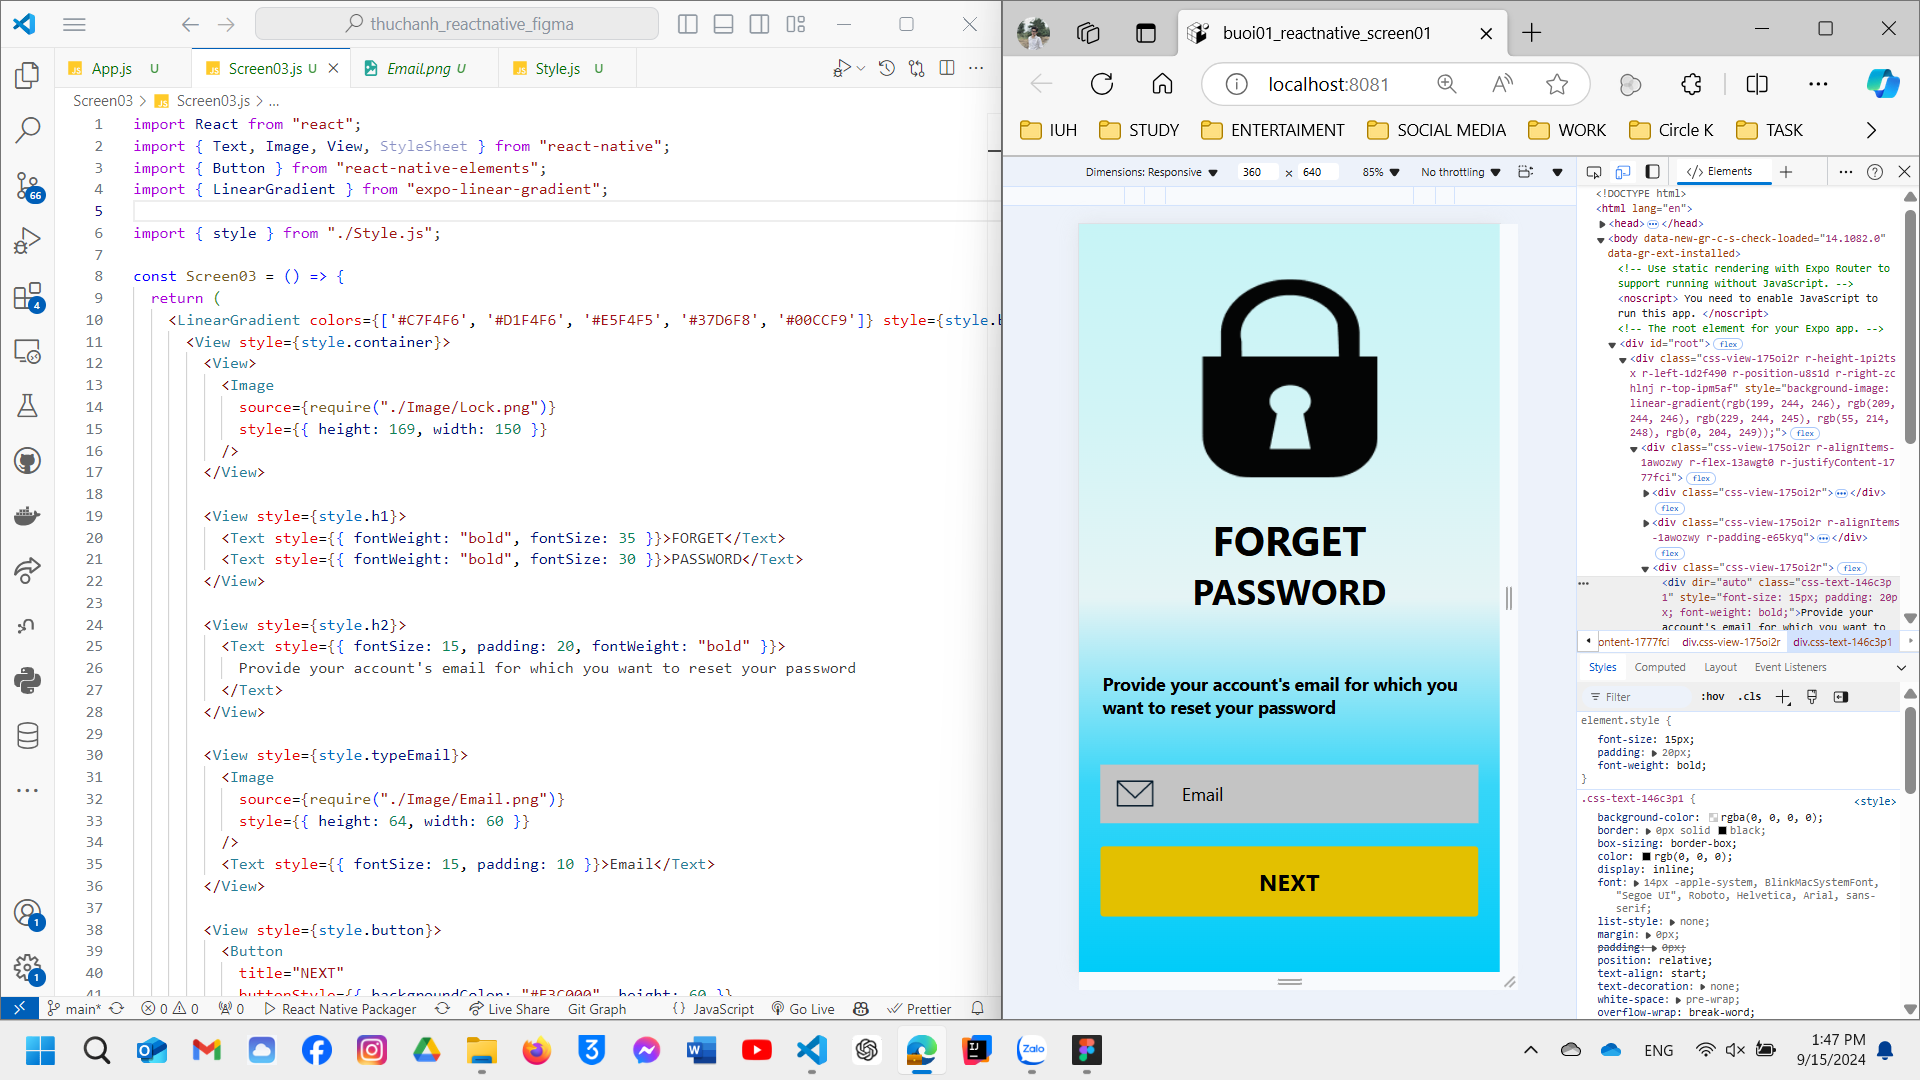 thuchanh_reactnative_figma
App.js U
Screen03.js U
Email.png U
Style.js U
Screen03 > Screen03.js > ...
1 import React from "react";
2 import { Text, Image, View, StyleSheet } from "react-native";
3 import { Button } from "react-native-elements";
4 import { LinearGradient } from "expo-linear-gradient";
5
6 import { style } from "./Style.js";
7
8 const Screen03 = () => {
9 return (
10 <LinearGradient colors={['#C7F4F6', '#D1F4F6', '#E5F4F5', '#37D6F8', '#00CCF9']} style={style.b
11 <View style={style.container}>
12 <View>
13 <Image
14 source={require("./Image/Lock.png")}
15 style={{ height: 169, width: 150 }}
16 />
17 </View>
18
19 <View style={style.h1}>
20 <Text style={{ fontWeight: "bold", fontSize: 35 }}>FORGET</Text>
21 <Text style={{ fontWeight: "bold", fontSize: 30 }}>PASSWORD</Text>
22 </View>
23
24 <View style={style.h2}>
25 <Text style={{ fontSize: 15, padding: 20, fontWeight: "bold" }}>
26 Provide your account's email for which you want to reset your password
27 </Text>
28 </View>
29
30 <View style={style.typeEmail}>
31 <Image
32 source={require("./Image/Email.png")}
33 style={{ height: 64, width: 60 }}
34 />
35 <Text style={{ fontSize: 15, padding: 10 }}>Email</Text>
36 </View>
37
38 <View style={style.button}>
39 <Button
40 title="NEXT"
41 buttonStyle={{ backgroundColor: "#E3C000", height: 60 }}
66
4
1
1
main* 0 0 0 React Native Packager Live Share Git Graph {} JavaScript Go Live Prettier
buoi01_reactnative_screen01
localhost:8081
IUH STUDY ENTERTAIMENT SOCIAL MEDIA WORK Circle K TASK
Dimensions: Responsive 360 x 640 85% No throttling
FORGET
PASSWORD
Provide your account's email for which you
want to reset your password
Email
NEXT
</> Elements
<!DOCTYPE html>
<html lang="en">
<head> </head>
<body data-new-gr-c-s-check-loaded="14.1082.0"
data-gr-ext-installed>
<!-- Use static rendering with Expo Router to
support running without JavaScript. -->
<noscript> You need to enable JavaScript to
run this app. </noscript>
<!-- The root element for your Expo app. -->
<div id="root"> flex
<div class="css-view-175oi2r r-height-1pi2ts
x r-left-1d2f490 r-position-u8s1d r-right-zc
hlnj r-top-ipm5af" style="background-image:
linear-gradient(rgb(199, 244, 246), rgb(209,
244, 246), rgb(229, 244, 245), rgb(55, 214,
248), rgb(0, 204, 249));"> flex
<div class="css-view-175oi2r r-alignItems-
1awozwy r-flex-13awgt0 r-justifyContent-17
77fci"> flex
<div class="css-view-175oi2r"> </div>
flex
<div class="css-view-175oi2r r-alignItems
-1awozwy r-padding-e65kyq"> </div>
flex
<div class="css-view-175oi2r"> flex
<div dir="auto" class="css-text-146c3p
1" style="font-size: 15px; padding: 20p
x; font-weight: bold;">Provide your
account's email for which you want to
ontent-1777fci div.css-view-175oi2r div.css-text-146c3p1
Styles Computed Layout Event Listeners
Filter :hov .cls
element.style {
font-size: 15px;
padding: 20px;
font-weight: bold;
}
.css-text-146c3p1 { <style>
background-color: rgba(0, 0, 0, 0);
border: 0px solid black;
box-sizing: border-box;
color: rgb(0, 0, 0);
display: inline;
font: 14px -apple-system, BlinkMacSystemFont,
"Segoe UI", Roboto, Helvetica, Arial, sans-
serif;
list-style: none;
margin: 0px;
padding: 0px;
position: relative;
text-align: start;
text-decoration: none;
white-space: pre-wrap;
overflow-wrap: break-word;
Zalo
ENG
1:47 PM
9/15/2024